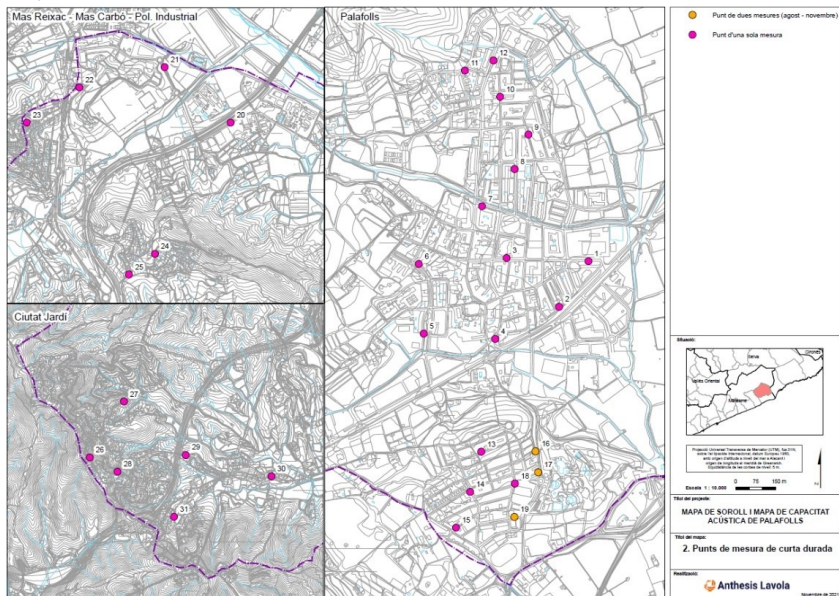 Mas Reixac - Mas Carbó - Pol. Industrial
21
22
23
20
24
25
Ciutat Jardí
27
26
28
29
30
31
Palafolls
12
11
10
9
8
7
3
1
6
2
5
4
13
16
17
14
18
15
19
Punt de dues mesures (agost - novembre)
Punt d'una sola mesura
Situació:
Selva
Gironès
Vallès Oriental
Maresme
Escala 1 : 10.000
0 75 150 m
Títol del projecte:
MAPA DE SOROLL I MAPA DE CAPACITAT
ACÚSTICA DE PALAFOLLS
Títol del mapa:
2. Punts de mesura de curta durada
Realització:
Anthesis Lavola